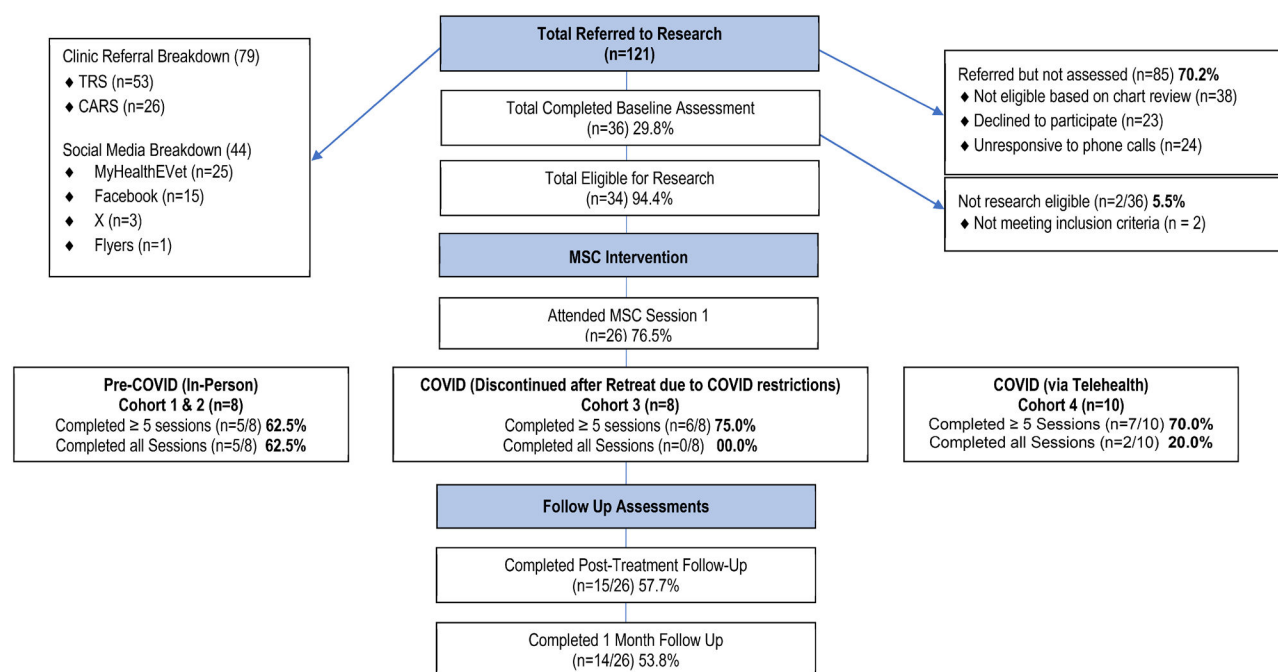 Total Referred to Research
(n=121)
Clinic Referral Breakdown (79)
♦ TRS (n=53)
♦ CARS (n=26)
Social Media Breakdown (44)
♦ MyHealthEVet (n=25)
♦ Facebook (n=15)
♦ X (n=3)
♦ Flyers (n=1)
Referred but not assessed (n=85) 70.2%
♦ Not eligible based on chart review (n=38)
♦ Declined to participate (n=23)
♦ Unresponsive to phone calls (n=24)
Total Completed Baseline Assessment
(n=36) 29.8%
Total Eligible for Research
(n=34) 94.4%
Not research eligible (n=2/36) 5.5%
♦ Not meeting inclusion criteria (n = 2)
MSC Intervention
Attended MSC Session 1
(n=26) 76.5%
Pre-COVID (In-Person)
Cohort 1 & 2 (n=8)
Completed ≥ 5 sessions (n=5/8) 62.5%
Completed all Sessions (n=5/8) 62.5%
COVID (Discontinued after Retreat due to COVID restrictions)
Cohort 3 (n=8)
Completed ≥ 5 sessions (n=6/8) 75.0%
Completed all Sessions (n=0/8) 00.0%
COVID (via Telehealth)
Cohort 4 (n=10)
Completed ≥ 5 Sessions (n=7/10) 70.0%
Completed all Sessions (n=2/10) 20.0%
Follow Up Assessments
Completed Post-Treatment Follow-Up
(n=15/26) 57.7%
Completed 1 Month Follow Up
(n=14/26) 53.8%